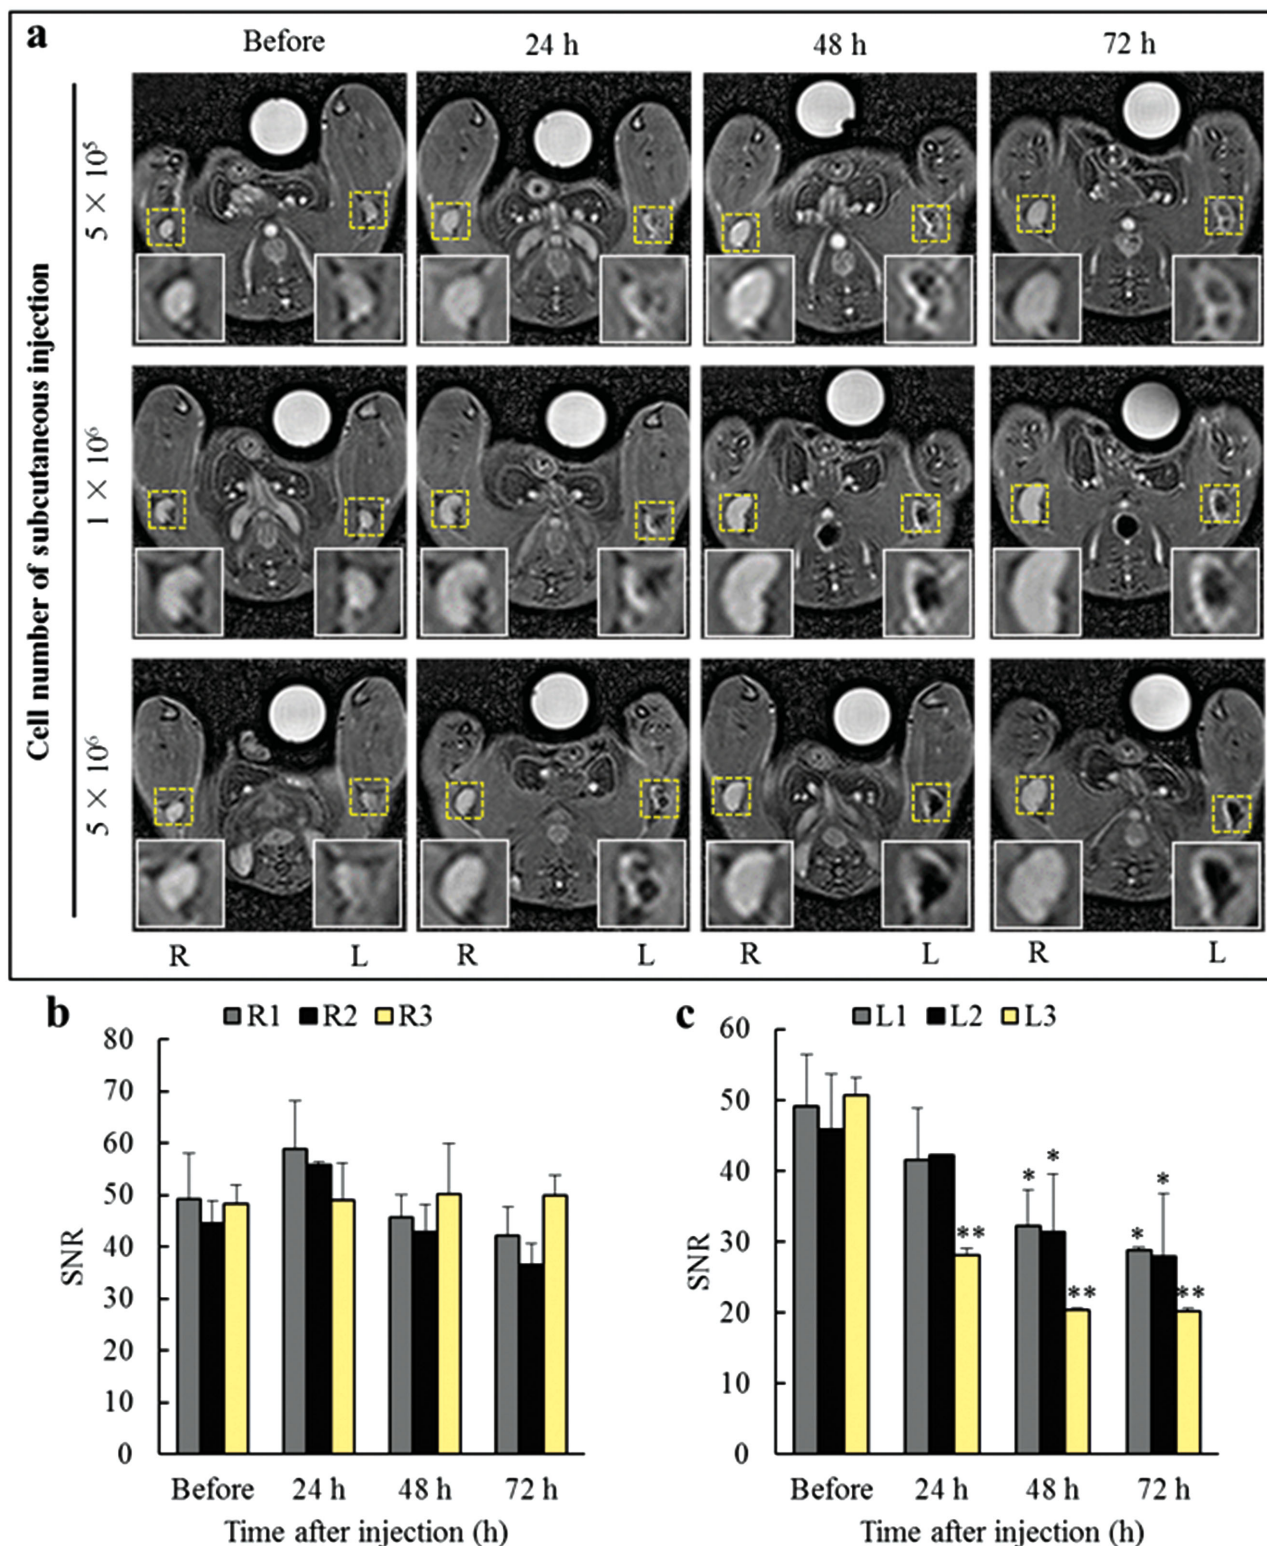 a
Before 24 h 48 h 72 h
Cell number of subcutaneous injection
5 × 10⁵
1 × 10⁶
5 × 10⁶
R L R L R L R L
b
R1 R2 R3
80
70
60
50
40
30
20
10
0
SNR
Before 24 h 48 h 72 h
Time after injection (h)
c
L1 L2 L3
60
50
40
30
20
10
0
SNR
**
* *
**
* *
**
Before 24 h 48 h 72 h
Time after injection (h)